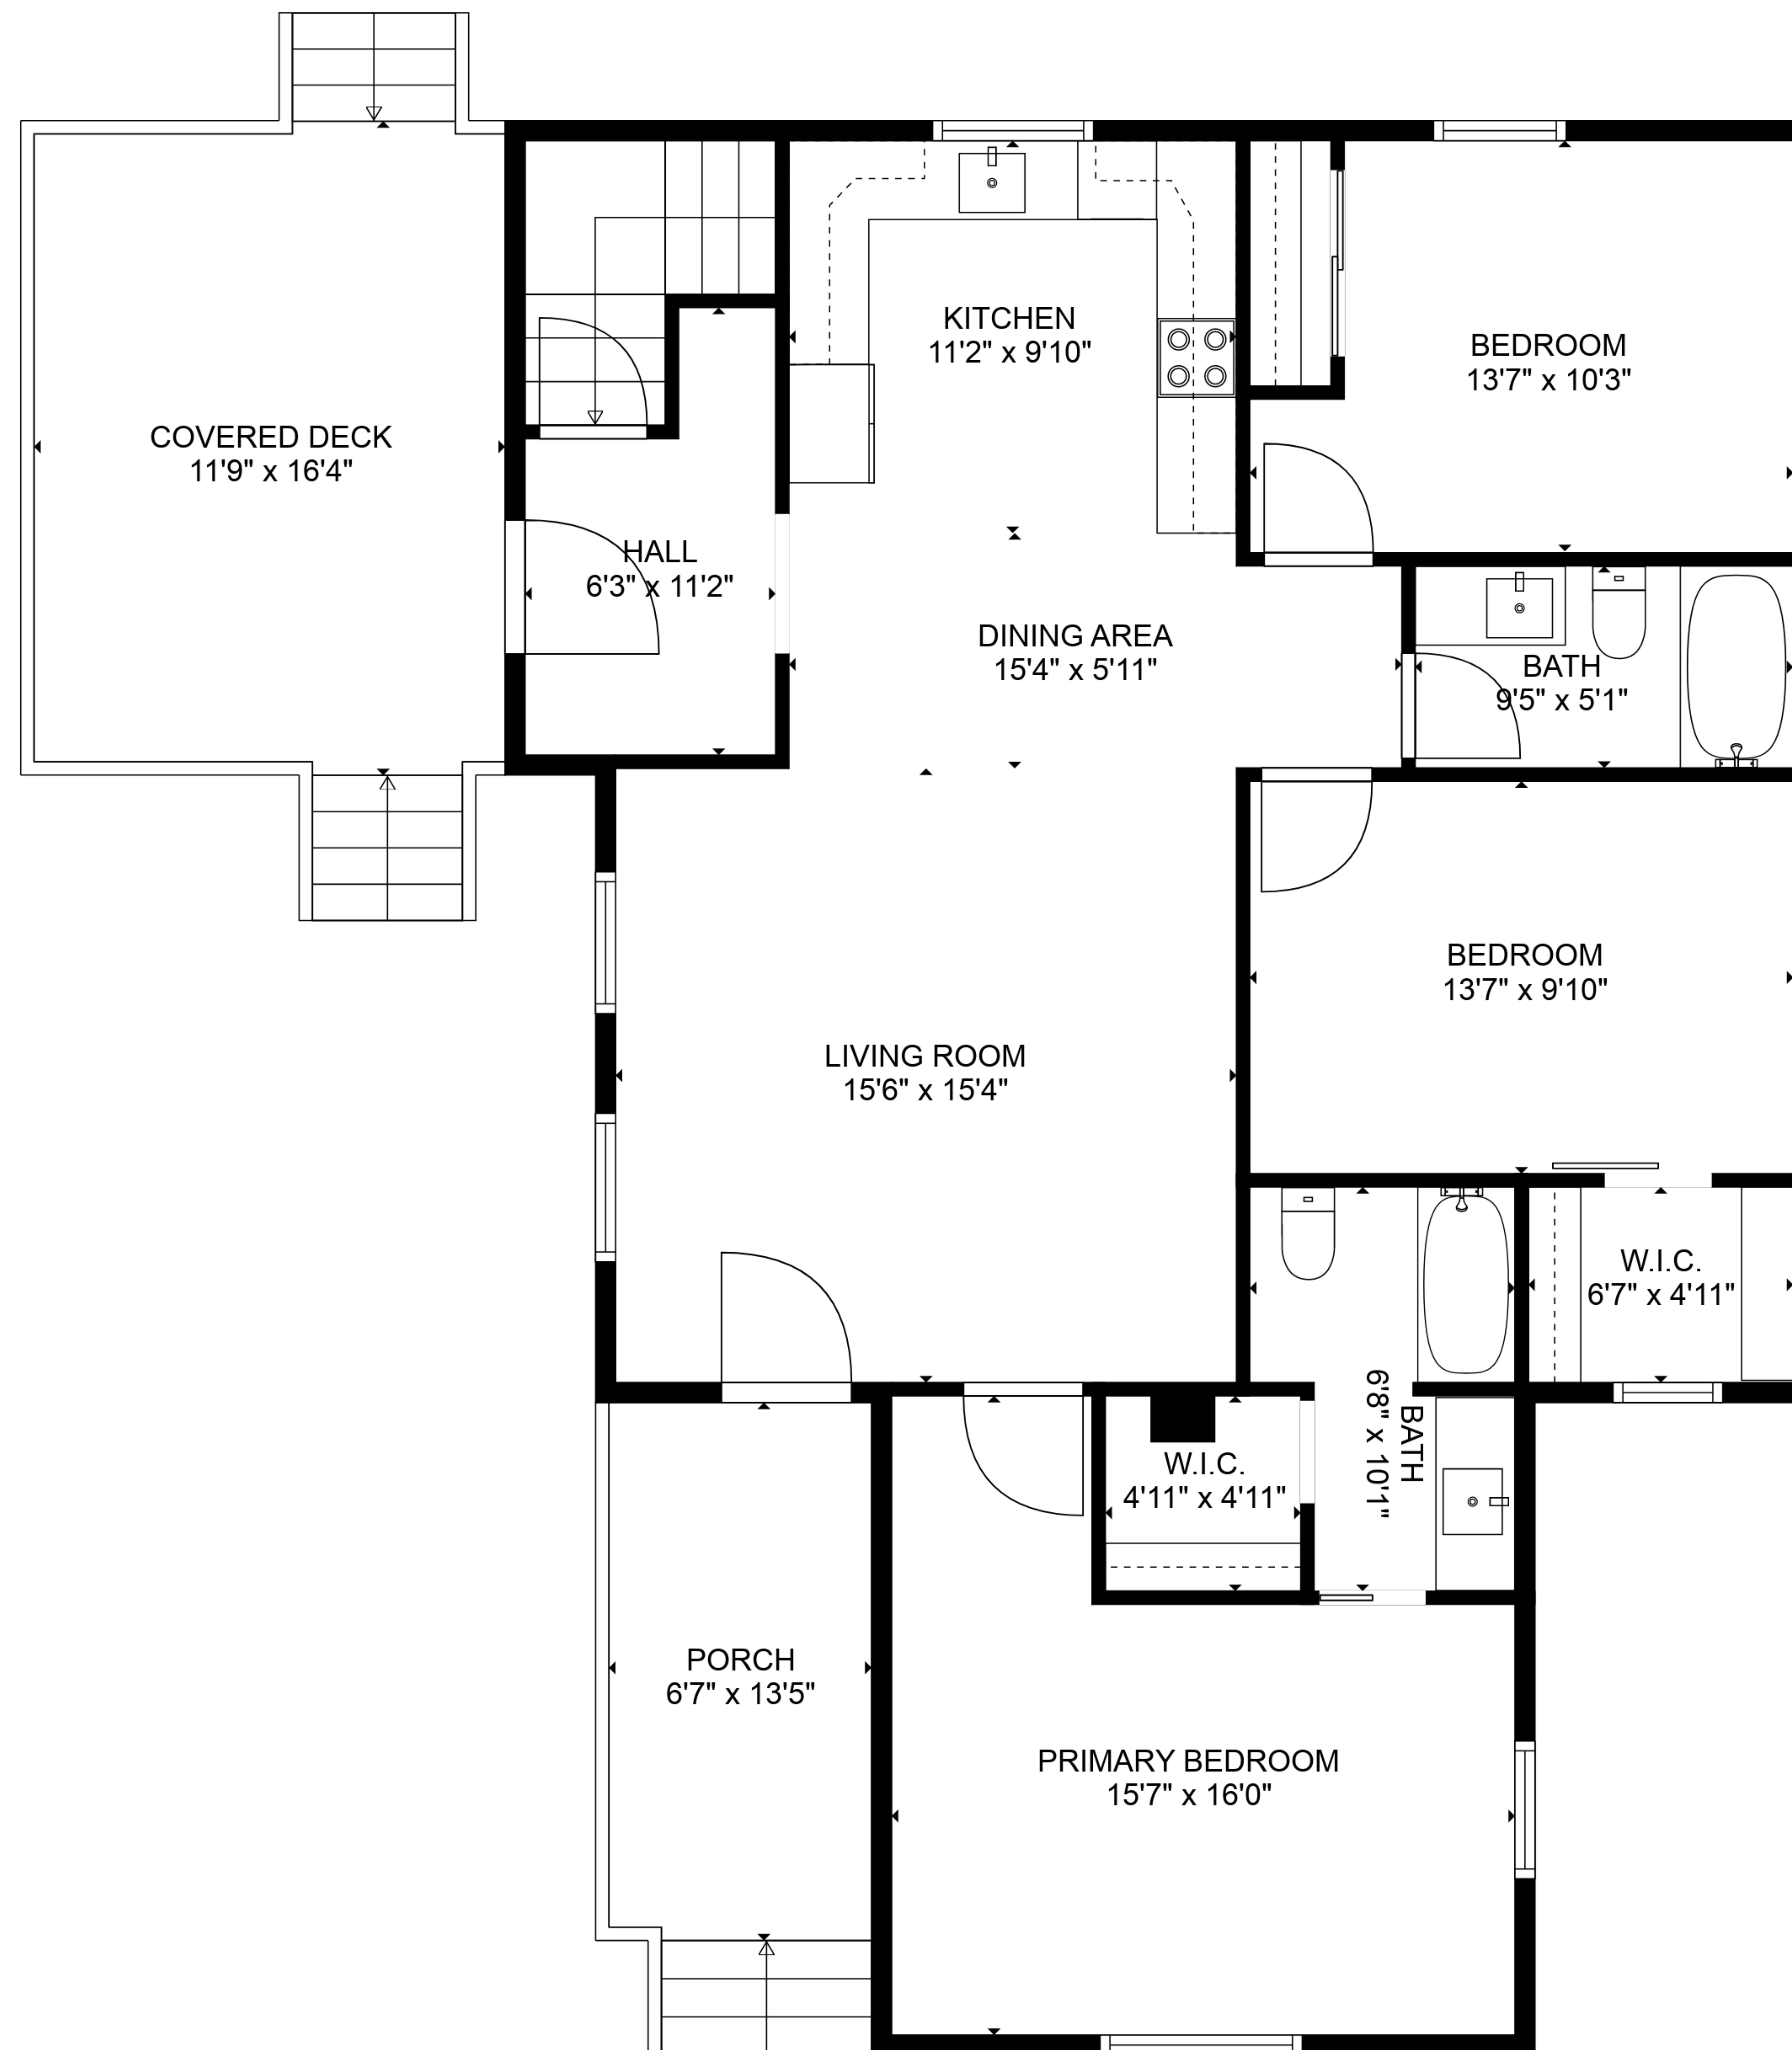 KITCHEN
11'2" x 9'10"
BEDROOM
13'7" x 10'3"
COVERED DECK
11'9" x 16'4"
HALL
6'3" x 11'2"
DINING AREA
15'4" x 5'11"
BATH
9'5" x 5'1"
BEDROOM
13'7" x 9'10"
LIVING ROOM
15'6" x 15'4"
W.I.C.
6'7" x 4'11"
BATH
6'8" x 10'1"
W.I.C.
4'11" x 4'11"
PORCH
6'7" x 13'5"
PRIMARY BEDROOM
15'7" x 16'0"